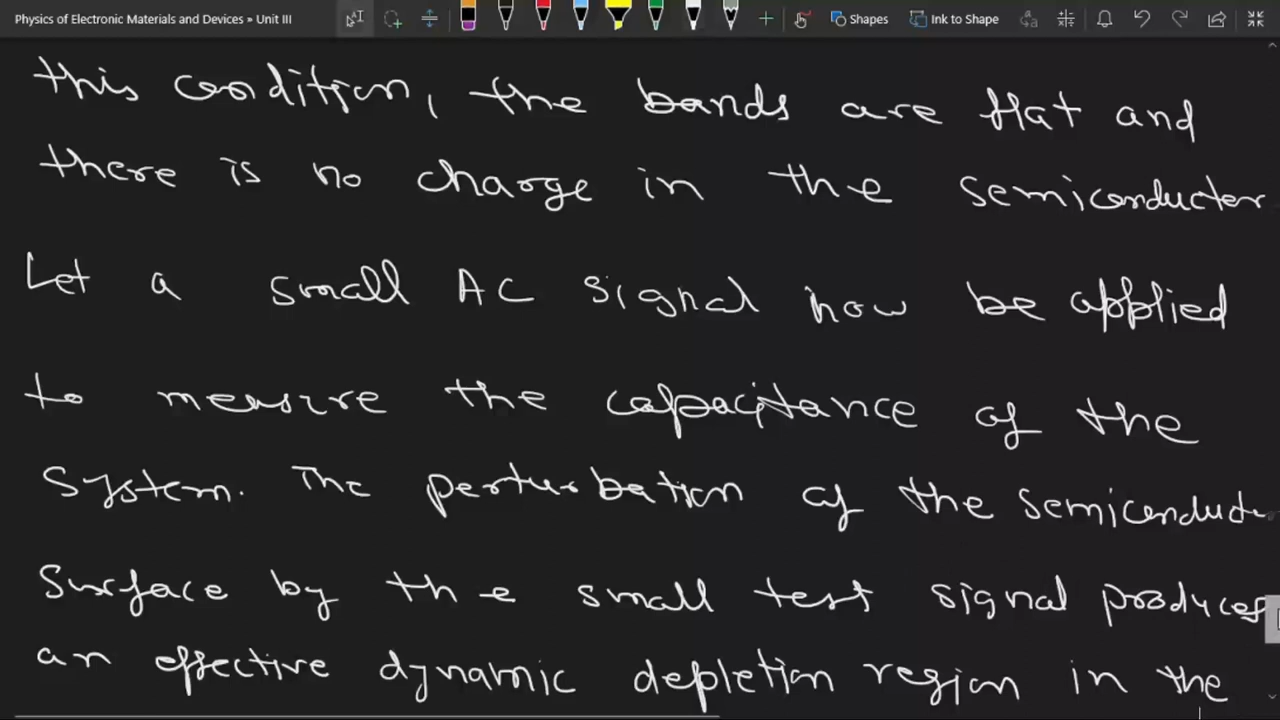 Physics of Electronic Materials and Devices » Unit III
Shapes
Ink to Shape
this condition, the bands are flat and
there is no charge in the semiconductor
Let a small AC signal now be applied
to measure the capacitance of the
system. The perturbation of the semiconduct
surface by the small test signal produces
an effective dynamic depletion region in the